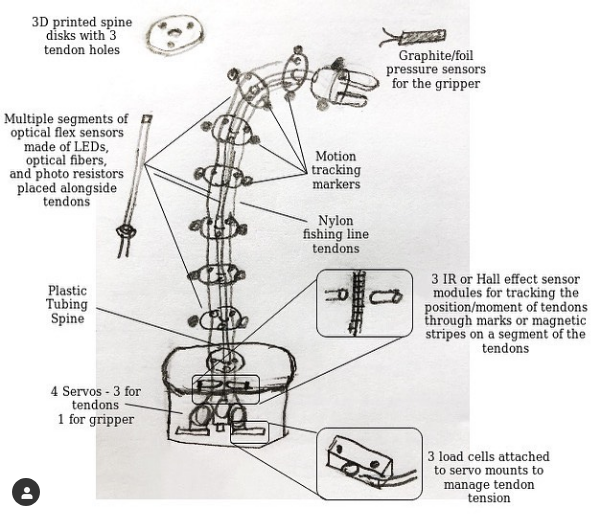 3D printed spine
disks with 3
tendon holes
Graphite/foil
pressure sensors
for the gripper
Multiple segments of
optical flex sensors
made of LEDs,
optical fibers,
and photo resistors
placed alongside
tendons
Motion
tracking
markers
Nylon
fishing line
tendons
Plastic
Tubing
Spine
3 IR or Hall effect sensor
modules for tracking the
position/moment of tendons
through marks or magnetic
stripes on a segment of the
tendons
4 Servos - 3 for
tendons
1 for gripper
3 load cells attached
to servo mounts to
manage tendon
tension